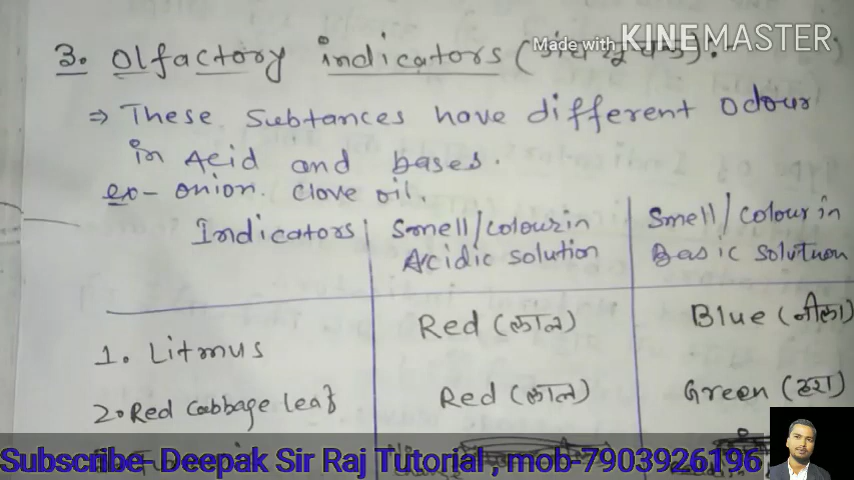 Made with KINEMASTER
3. Olfactory indicators (गंध सूचक):
⇒ These Subtances have different Odour
in Acid and bases.
ex- onion. Clove oil.
Indicators | Smell/Colour in Acidic solution | Smell/Colour in Basic solution
1. Litmus | Red (लाल) | Blue (नीला)
2. Red Cabbage leaf | Red (लाल) | Green (हरा)
Subscribe- Deepak Sir Raj Tutorial , mob-7903926196